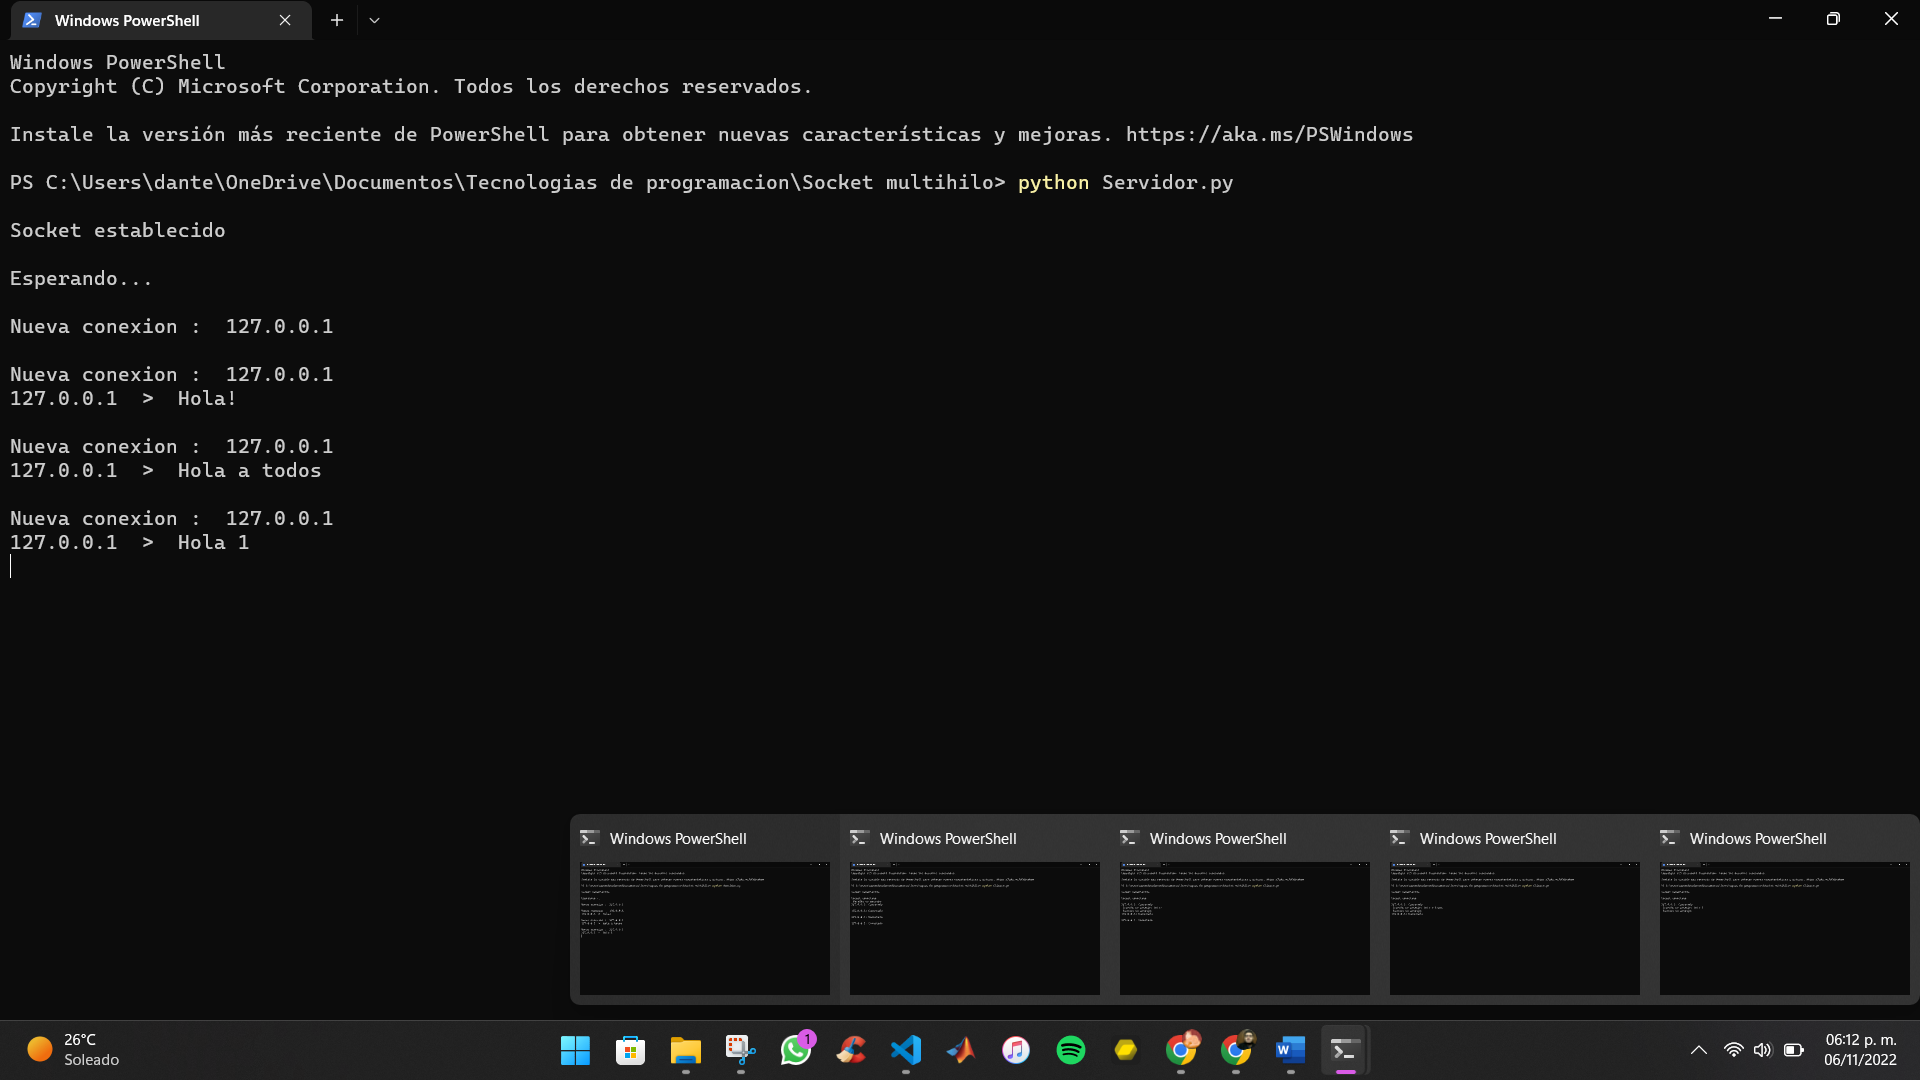 Windows PowerShell
Windows PowerShell
Copyright (C) Microsoft Corporation. Todos los derechos reservados.
Instale la versión más reciente de PowerShell para obtener nuevas características y mejoras. https://aka.ms/PSWindows
PS C:\Users\dante\OneDrive\Documentos\Tecnologias de programacion\Socket multihilo> python Servidor.py
Socket establecido
Esperando...
Nueva conexion :  127.0.0.1
Nueva conexion :  127.0.0.1
127.0.0.1  >  Hola!
Nueva conexion :  127.0.0.1
127.0.0.1  >  Hola a todos
Nueva conexion :  127.0.0.1
127.0.0.1  >  Hola 1
Windows PowerShell Windows PowerShell Windows PowerShell Windows PowerShell Windows PowerShell
26°C
Soleado
1
W
06:12 p. m.
06/11/2022